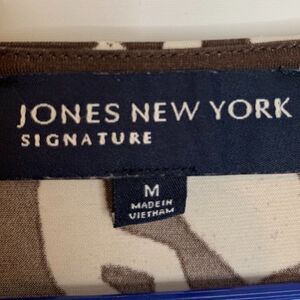 JONES NEW YORK
SIGNATURE
M
MADE IN
VIETNAM